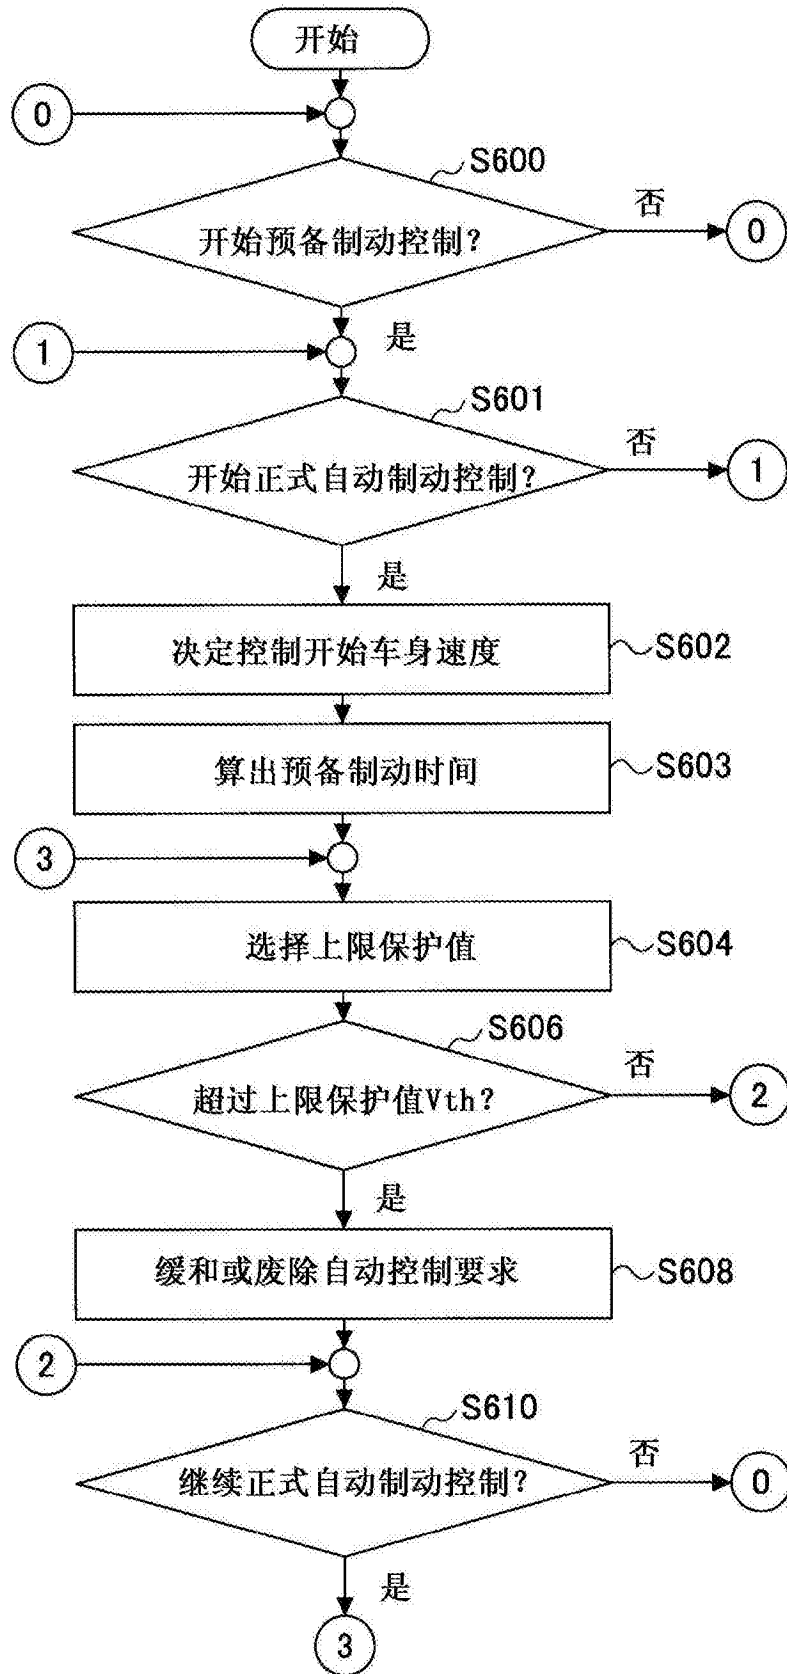 开始
0
S600
开始预备制动控制?
否
0
是
1
S601
开始正式自动制动控制?
否
1
是
决定控制开始车身速度
S602
算出预备制动时间
S603
3
选择上限保护值
S604
S606
超过上限保护值Vth?
否
2
是
缓和或废除自动控制要求
S608
2
S610
继续正式自动制动控制?
否
0
是
3